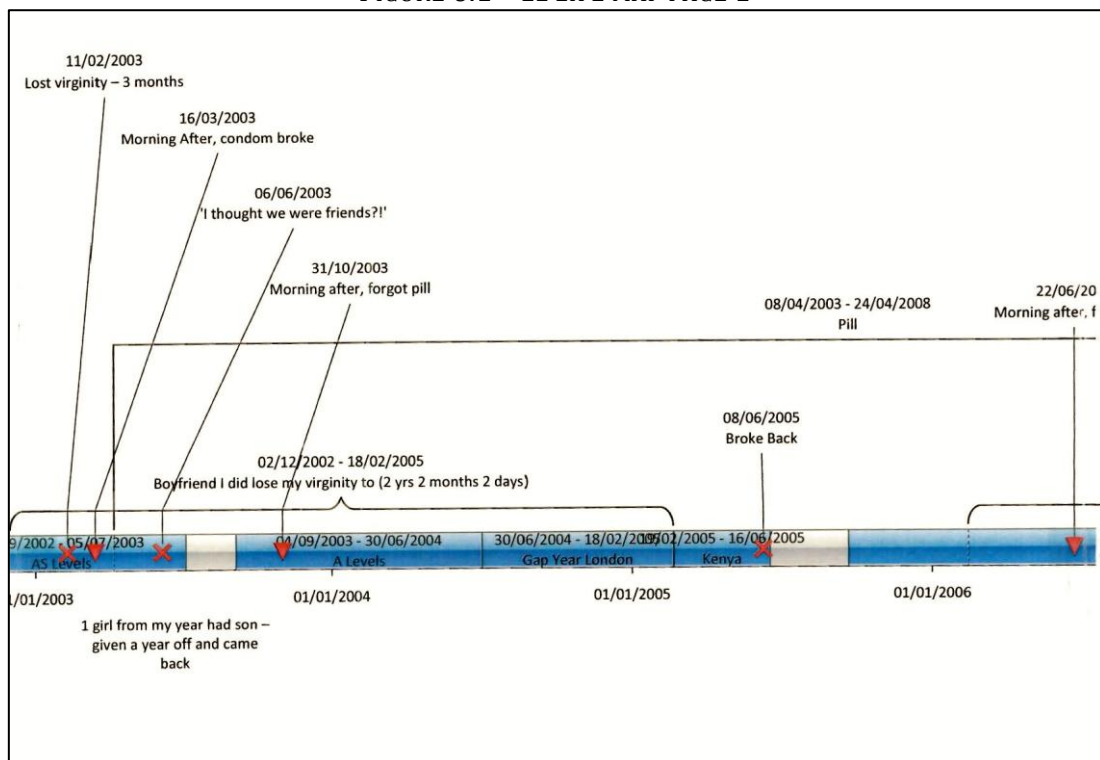 11/02/2003
Lost virginity – 3 months
16/03/2003
Morning After, condom broke
06/06/2003
'I thought we were friends?!'
31/10/2003
Morning after, forgot pill
08/04/2003 - 24/04/2008
Pill
22/06/20
Morning after, f
08/06/2005
Broke Back
02/12/2002 - 18/02/2005
Boyfriend I did lose my virginity to (2 yrs 2 months 2 days)
9/2002 - 05/07/2003
AS Levels
04/09/2003 - 30/06/2004
A Levels
30/06/2004 - 18/02/2005
Gap Year London
19/02/2005 - 16/06/2005
Kenya
1/01/2003
01/01/2004
01/01/2005
01/01/2006
1 girl from my year had son –
given a year off and came
back